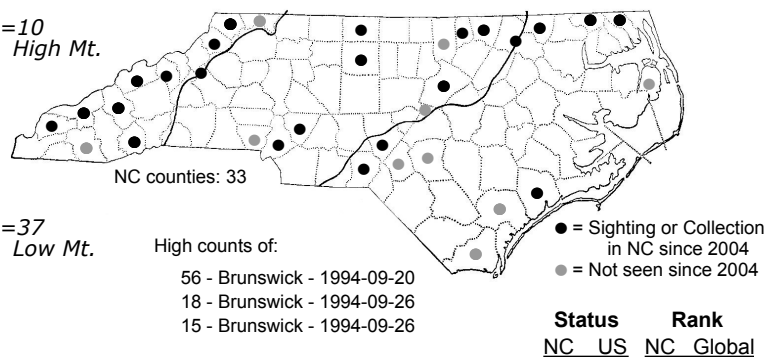 =10
High Mt.
NC counties: 33
=37
Low Mt.
High counts of:
56 - Brunswick - 1994-09-20
18 - Brunswick - 1994-09-26
15 - Brunswick - 1994-09-26
● = Sighting or Collection
in NC since 2004
● = Not seen since 2004
Status Rank
NC US NC Global